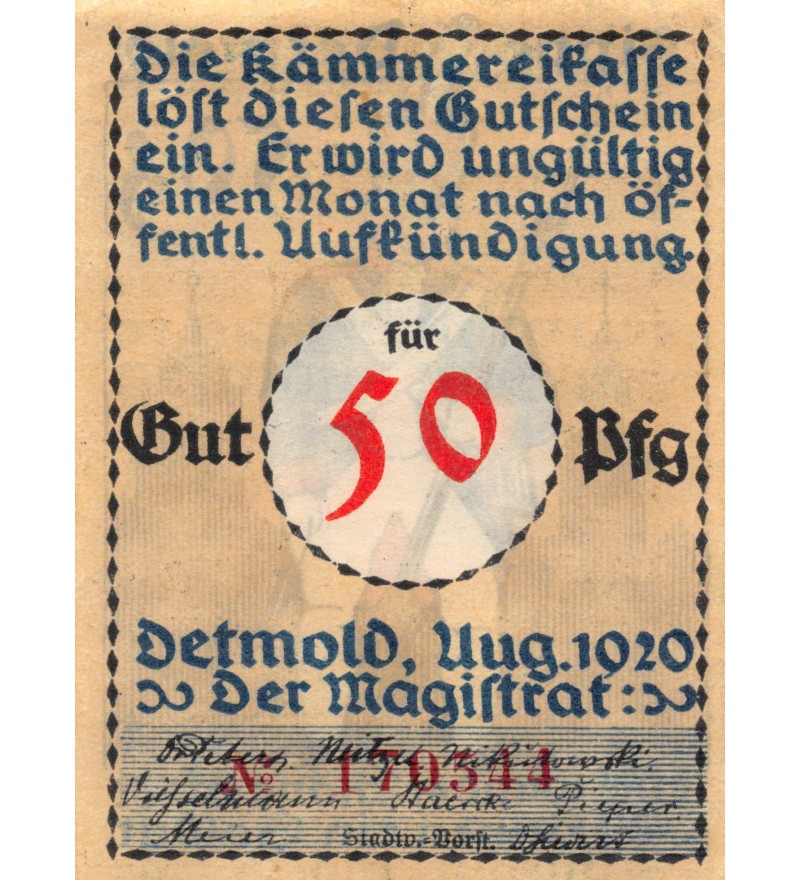 Die Kämmereikasse
löst diesen Gutschein
ein. Er wird ungültig
einen Monat nach öf-
fentl. Aufkündigung.
für
Gut 50 Pfg
Detmold, Aug. 1920
Der Magistrat:
No 170544
Meier Stadtv.-Vorst.